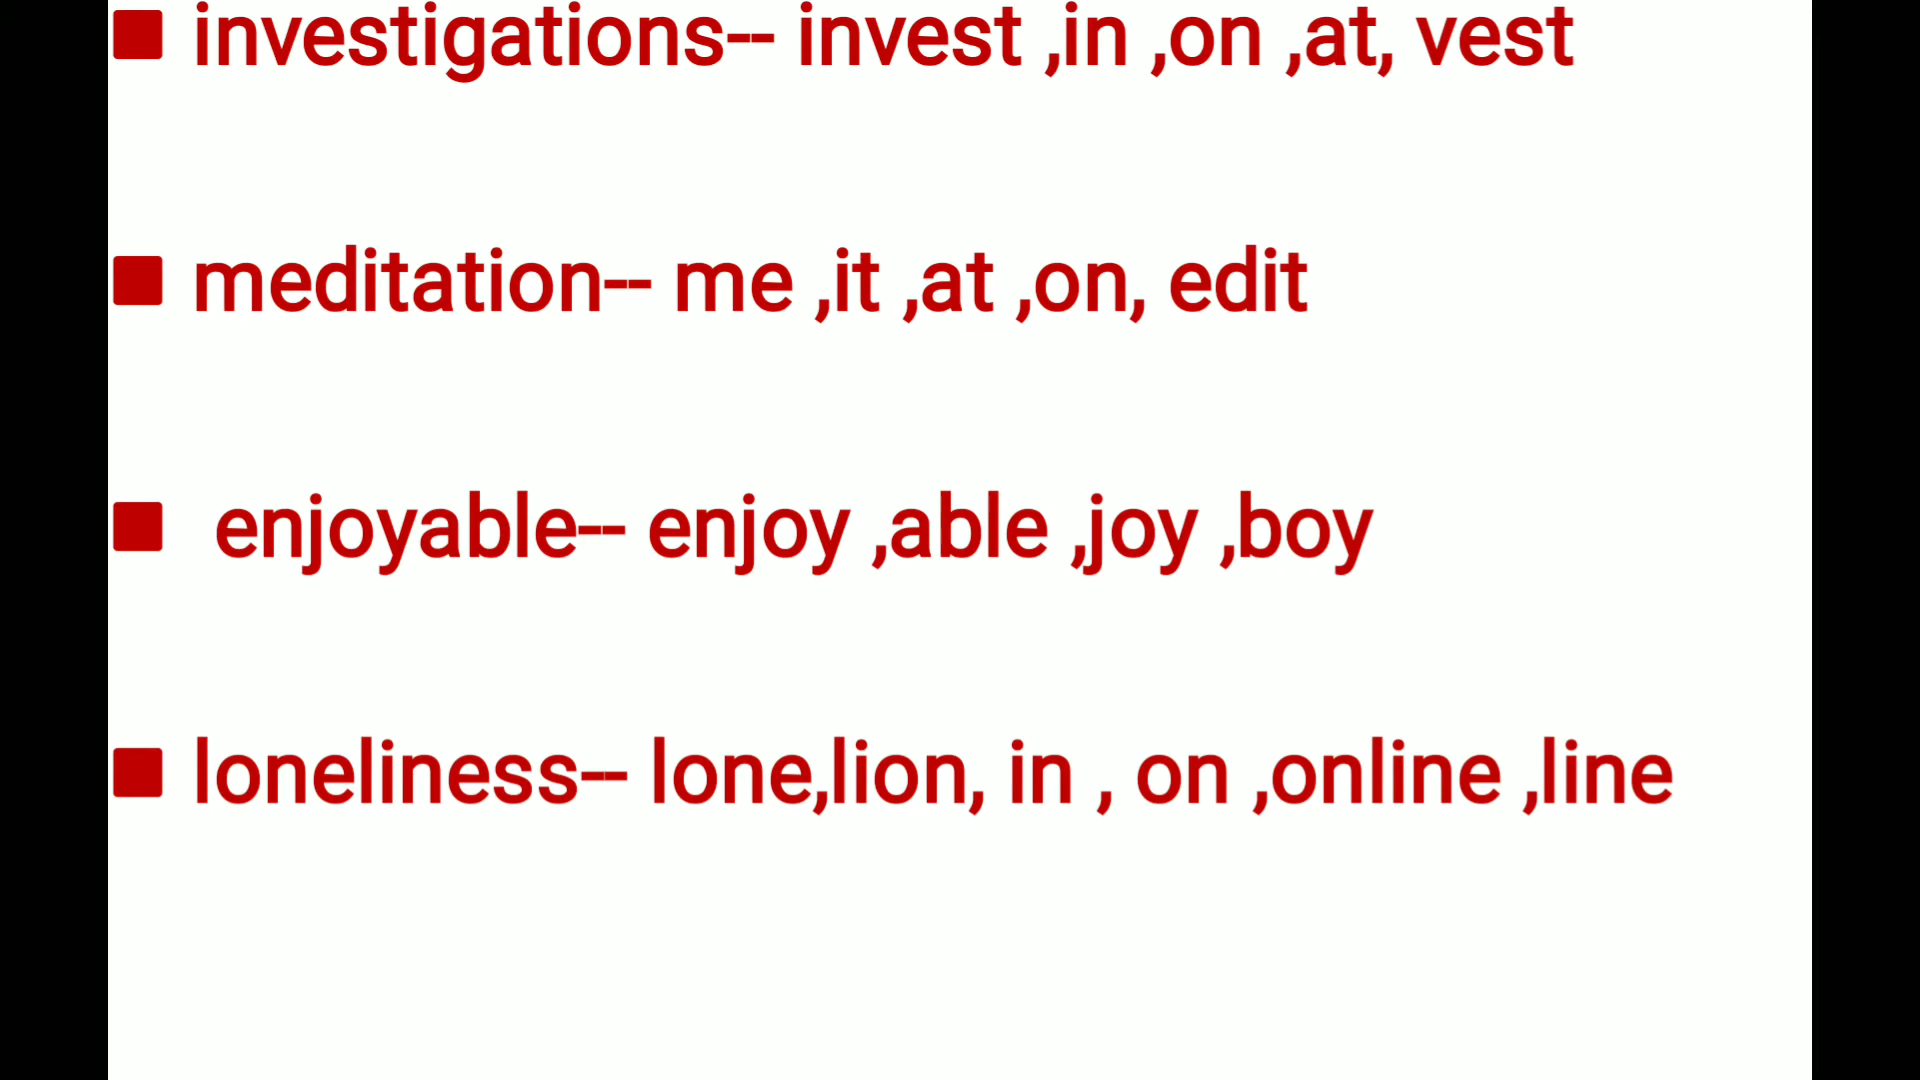 ■ investigations-- invest ,in ,on ,at, vest
■ meditation-- me ,it ,at ,on, edit
■ enjoyable-- enjoy ,able ,joy ,boy
■ loneliness-- lone,lion, in , on ,online ,line